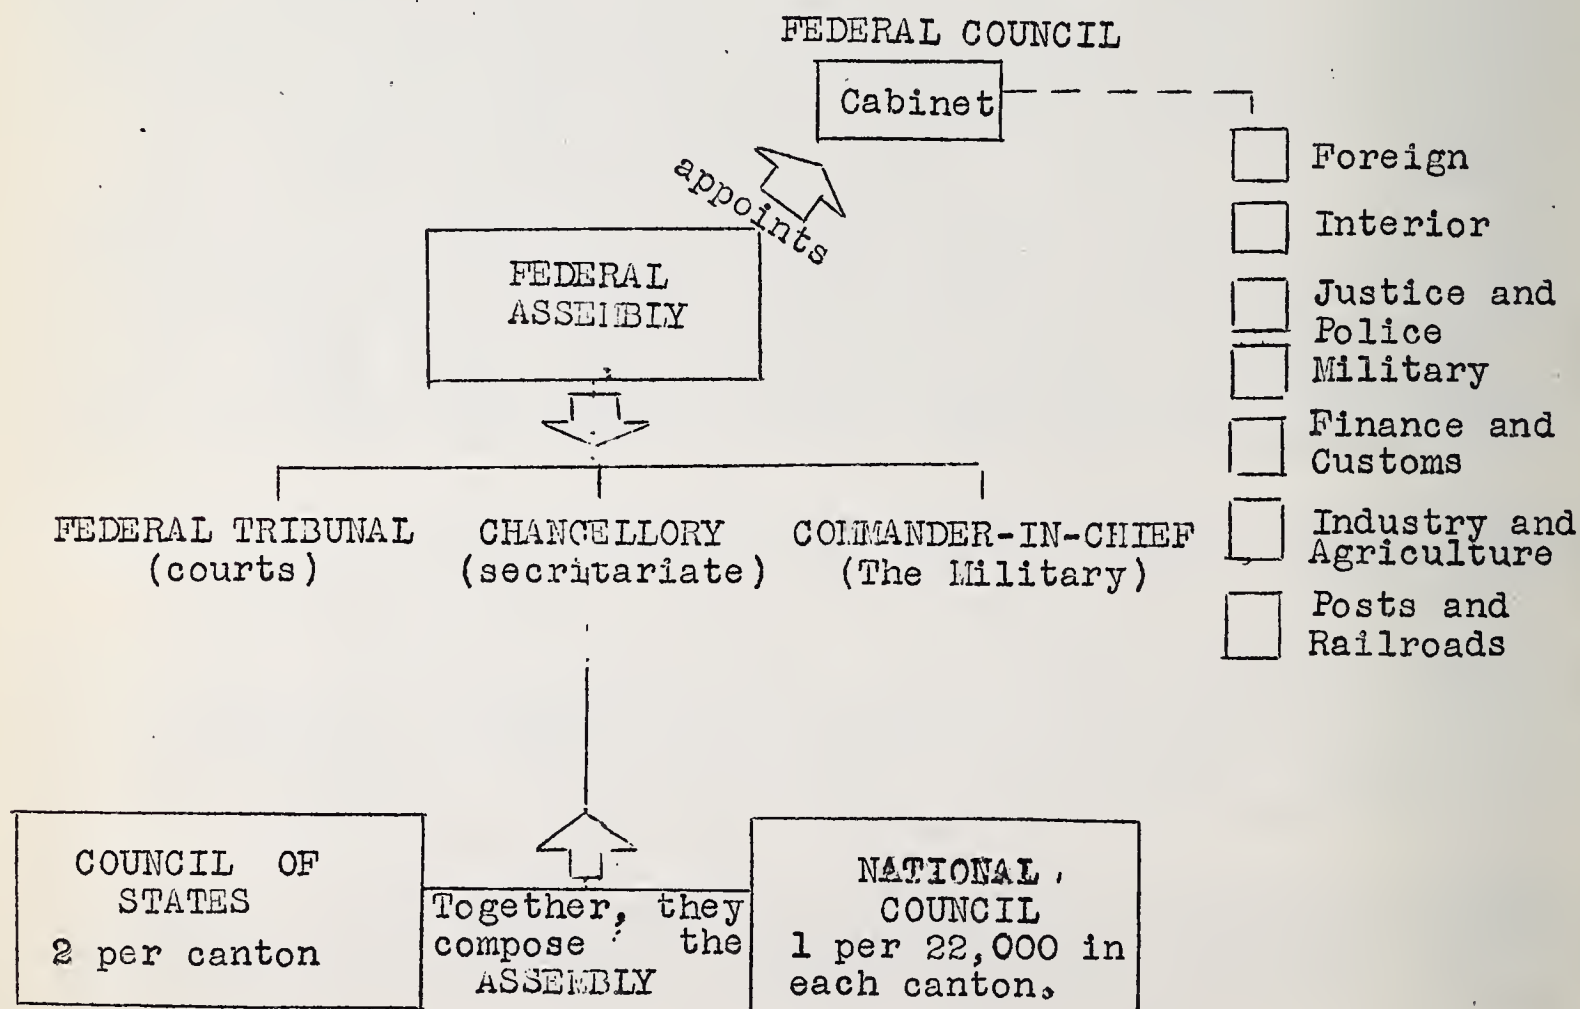 FEDERAL COUNCIL
Cabinet
appoints
Foreign
Interior
Justice and
Police
Military
Finance and
Customs
Industry and
Agriculture
Posts and
Railroads
FEDERAL
ASSEMBLY
FEDERAL TRIBUNAL
(courts)
CHANCELLORY
(secritariate)
COMMANDER-IN-CHIEF
(The Military)
COUNCIL OF
STATES
2 per canton
Together, they
compose the
ASSEMBLY
NATIONAL
COUNCIL
1 per 22,000 in
each canton.